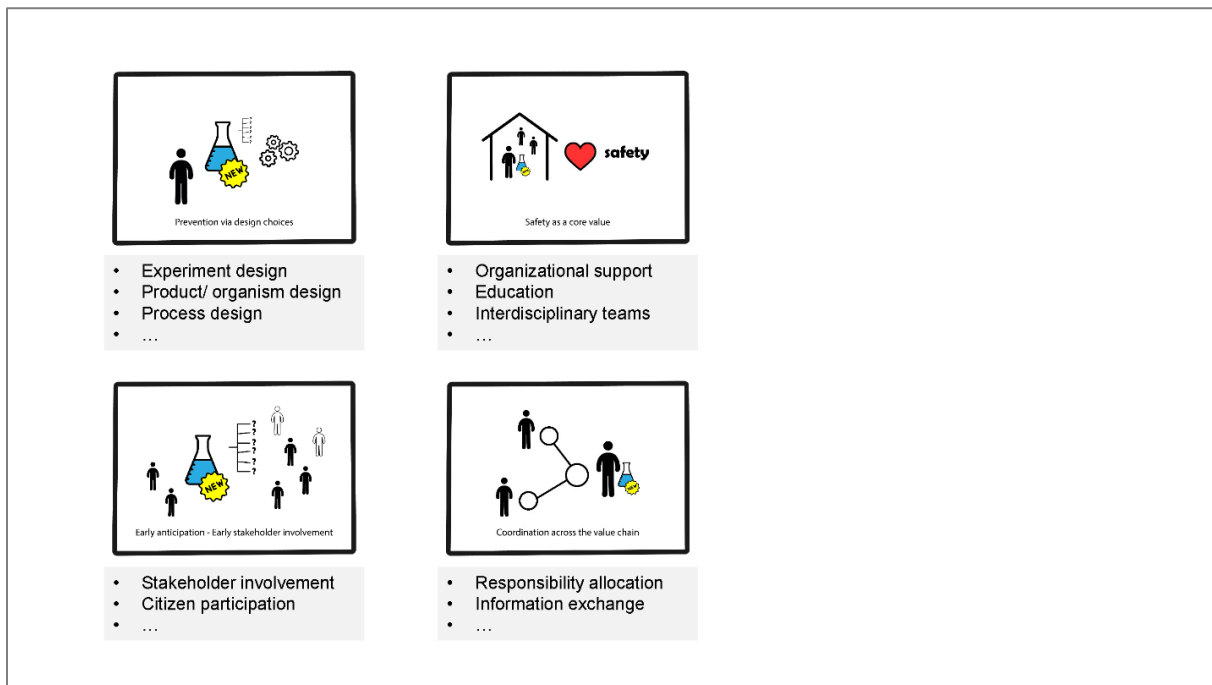 NEW
Prevention via design choices
• Experiment design
• Product/ organism design
• Process design
• …
safety
NEW
Safety as a core value
• Organizational support
• Education
• Interdisciplinary teams
• …
?
?
?
?
?
?
NEW
Early anticipation - Early stakeholder involvement
• Stakeholder involvement
• Citizen participation
• …
NEW
Coordination across the value chain
• Responsibility allocation
• Information exchange
• …